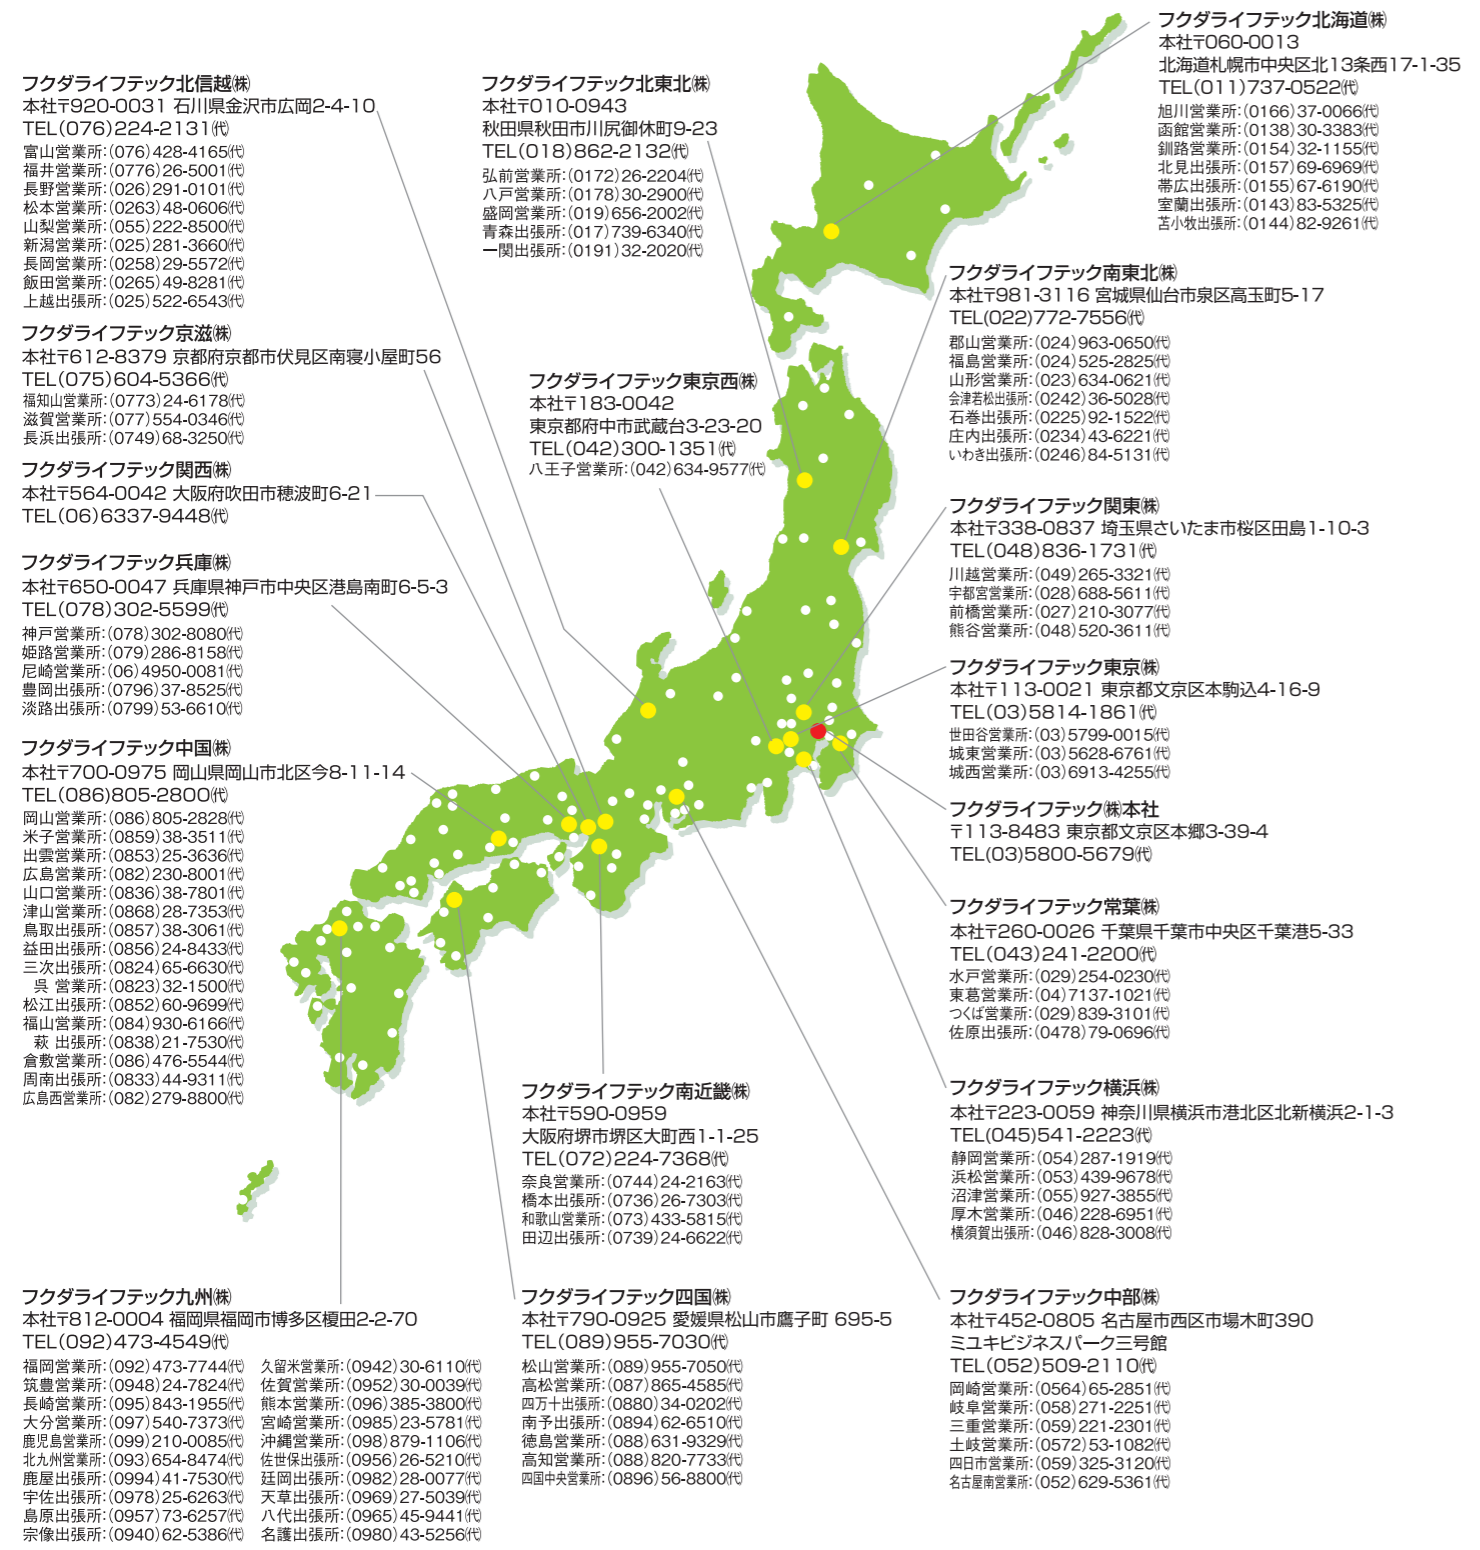 フクダライフテック北海道㈱
本社〒060-0013
北海道札幌市中央区北13条西17-1-35
TEL(011)737-0522㈹
旭川営業所:(0166)37-0066㈹
函館営業所:(0138)30-3383㈹
釧路営業所:(0154)32-1155㈹
北見出張所:(0157)69-6969㈹
帯広出張所:(0155)67-6190㈹
室蘭出張所:(0143)83-5325㈹
苫小牧出張所:(0144)82-9261㈹
フクダライフテック北信越㈱
本社〒920-0031 石川県金沢市広岡2-4-10
TEL(076)224-2131㈹
富山営業所:(076)428-4165㈹
福井営業所:(0776)26-5001㈹
長野営業所:(026)291-0101㈹
松本営業所:(0263)48-0606㈹
山梨営業所:(055)222-8500㈹
新潟営業所:(025)281-3660㈹
長岡営業所:(0258)29-5572㈹
飯田営業所:(0265)49-8281㈹
上越出張所:(025)522-6543㈹
フクダライフテック北東北㈱
本社〒010-0943
秋田県秋田市川尻御休町9-23
TEL(018)862-2132㈹
弘前営業所:(0172)26-2204㈹
八戸営業所:(0178)30-2900㈹
盛岡営業所:(019)656-2002㈹
青森出張所:(017)739-6340㈹
一関出張所:(0191)32-2020㈹
フクダライフテック南東北㈱
本社〒981-3116 宮城県仙台市泉区高玉町5-17
TEL(022)772-7556㈹
郡山営業所:(024)963-0650㈹
福島営業所:(024)525-2825㈹
山形営業所:(023)634-0621㈹
会津若松出張所:(0242)36-5028㈹
石巻出張所:(0225)92-1522㈹
庄内出張所:(0234)43-6221㈹
いわき出張所:(0246)84-5131㈹
フクダライフテック京滋㈱
本社〒612-8379 京都府京都市伏見区南寝小屋町56
TEL(075)604-5366㈹
福知山営業所:(0773)24-6178㈹
滋賀営業所:(077)554-0346㈹
長浜出張所:(0749)68-3250㈹
フクダライフテック東京西㈱
本社〒183-0042
東京都府中市武蔵台3-23-20
TEL(042)300-1351㈹
八王子営業所:(042)634-9577㈹
フクダライフテック関西㈱
本社〒564-0042 大阪府吹田市穂波町6-21
TEL(06)6337-9448㈹
フクダライフテック関東㈱
本社〒338-0837 埼玉県さいたま市桜区田島1-10-3
TEL(048)836-1731㈹
川越営業所:(049)265-3321㈹
宇都宮営業所:(028)688-5611㈹
前橋営業所:(027)210-3077㈹
熊谷営業所:(048)520-3611㈹
フクダライフテック兵庫㈱
本社〒650-0047 兵庫県神戸市中央区港島南町6-5-3
TEL(078)302-5599㈹
神戸営業所:(078)302-8080㈹
姫路営業所:(079)286-8158㈹
尼崎営業所:(06)4950-0081㈹
豊岡出張所:(0796)37-8525㈹
淡路出張所:(0799)53-6610㈹
フクダライフテック東京㈱
本社〒113-0021 東京都文京区本駒込4-16-9
TEL(03)5814-1861㈹
世田谷営業所:(03)5799-0015㈹
城東営業所:(03)5628-6761㈹
城西営業所:(03)6913-4255㈹
フクダライフテック㈱本社
〒113-8483 東京都文京区本郷3-39-4
TEL(03)5800-5679㈹
フクダライフテック中国㈱
本社〒700-0975 岡山県岡山市北区今8-11-14
TEL(086)805-2800㈹
岡山営業所:(086)805-2828㈹
米子営業所:(0859)38-3511㈹
出雲営業所:(0853)25-3636㈹
広島営業所:(082)230-8001㈹
山口営業所:(0836)38-7801㈹
津山営業所:(0868)28-7353㈹
鳥取出張所:(0857)38-3061㈹
益田出張所:(0856)24-8433㈹
三次出張所:(0824)65-6630㈹
呉 営業所:(0823)32-1500㈹
松江出張所:(0852)60-9699㈹
福山営業所:(084)930-6166㈹
萩 出張所:(0838)21-7530㈹
倉敷営業所:(086)476-5544㈹
周南出張所:(0833)44-9311㈹
広島西営業所:(082)279-8800㈹
フクダライフテック常葉㈱
本社〒260-0026 千葉県千葉市中央区千葉港5-33
TEL(043)241-2200㈹
水戸営業所:(029)254-0230㈹
東葛営業所:(04)7137-1021㈹
つくば営業所:(029)839-3101㈹
佐原出張所:(0478)79-0696㈹
フクダライフテック南近畿㈱
本社〒590-0959
大阪府堺市堺区大町西1-1-25
TEL(072)224-7368㈹
奈良営業所:(0744)24-2163㈹
橋本出張所:(0736)26-7303㈹
和歌山営業所:(073)433-5815㈹
田辺出張所:(0739)24-6622㈹
フクダライフテック横浜㈱
本社〒223-0059 神奈川県横浜市港北区北新横浜2-1-3
TEL(045)541-2223㈹
静岡営業所:(054)287-1919㈹
浜松営業所:(053)439-9678㈹
沼津営業所:(055)927-3855㈹
厚木営業所:(046)228-6951㈹
横須賀出張所:(046)828-3008㈹
フクダライフテック九州㈱
本社〒812-0004 福岡県福岡市博多区榎田2-2-70
TEL(092)473-4549㈹
福岡営業所:(092)473-7744㈹
筑豊営業所:(0948)24-7824㈹
長崎営業所:(095)843-1955㈹
大分営業所:(097)540-7373㈹
鹿児島営業所:(099)210-0085㈹
北九州営業所:(093)654-8474㈹
鹿屋出張所:(0994)41-7530㈹
宇佐出張所:(0978)25-6263㈹
島原出張所:(0957)73-6257㈹
宗像出張所:(0940)62-5386㈹
久留米営業所:(0942)30-6110㈹
佐賀営業所:(0952)30-0039㈹
熊本営業所:(096)385-3800㈹
宮崎営業所:(0985)23-5781㈹
沖縄営業所:(098)879-1106㈹
佐世保出張所:(0956)26-5210㈹
廷岡出張所:(0982)28-0077㈹
天草出張所:(0969)27-5039㈹
八代出張所:(0965)45-9441㈹
名護出張所:(0980)43-5256㈹
フクダライフテック四国㈱
本社〒790-0925 愛媛県松山市鷹子町 695-5
TEL(089)955-7030㈹
松山営業所:(089)955-7050㈹
高松営業所:(087)865-4585㈹
四万十出張所:(0880)34-0202㈹
南予出張所:(0894)62-6510㈹
徳島営業所:(088)631-9329㈹
高知営業所:(088)820-7733㈹
四国中央営業所:(0896)56-8800㈹
フクダライフテック中部㈱
本社〒452-0805 名古屋市西区市場木町390
ミユキビジネスパーク三号館
TEL(052)509-2110㈹
岡崎営業所:(0564)65-2851㈹
岐阜営業所:(058)271-2251㈹
三重営業所:(059)221-2301㈹
土岐営業所:(0572)53-1082㈹
四日市営業所:(059)325-3120㈹
名古屋南営業所:(052)629-5361㈹